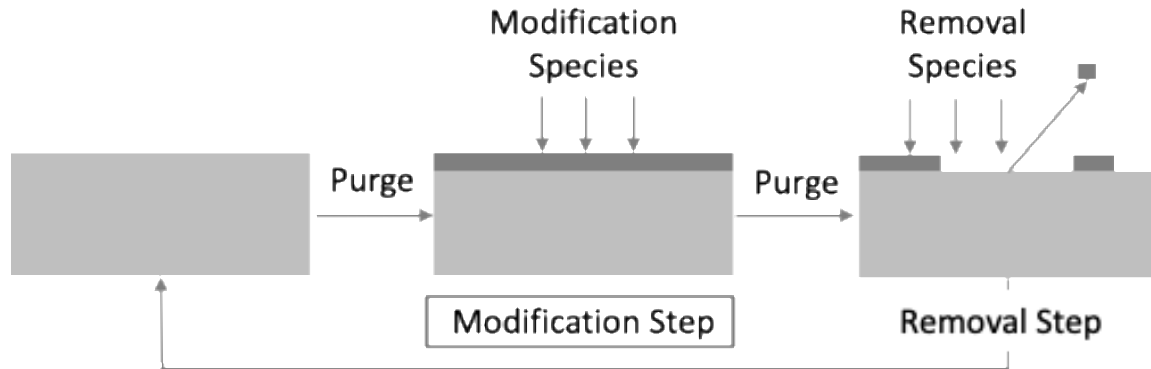 Modification
Species
Removal
Species
Purge
Purge
Modification Step
Removal Step